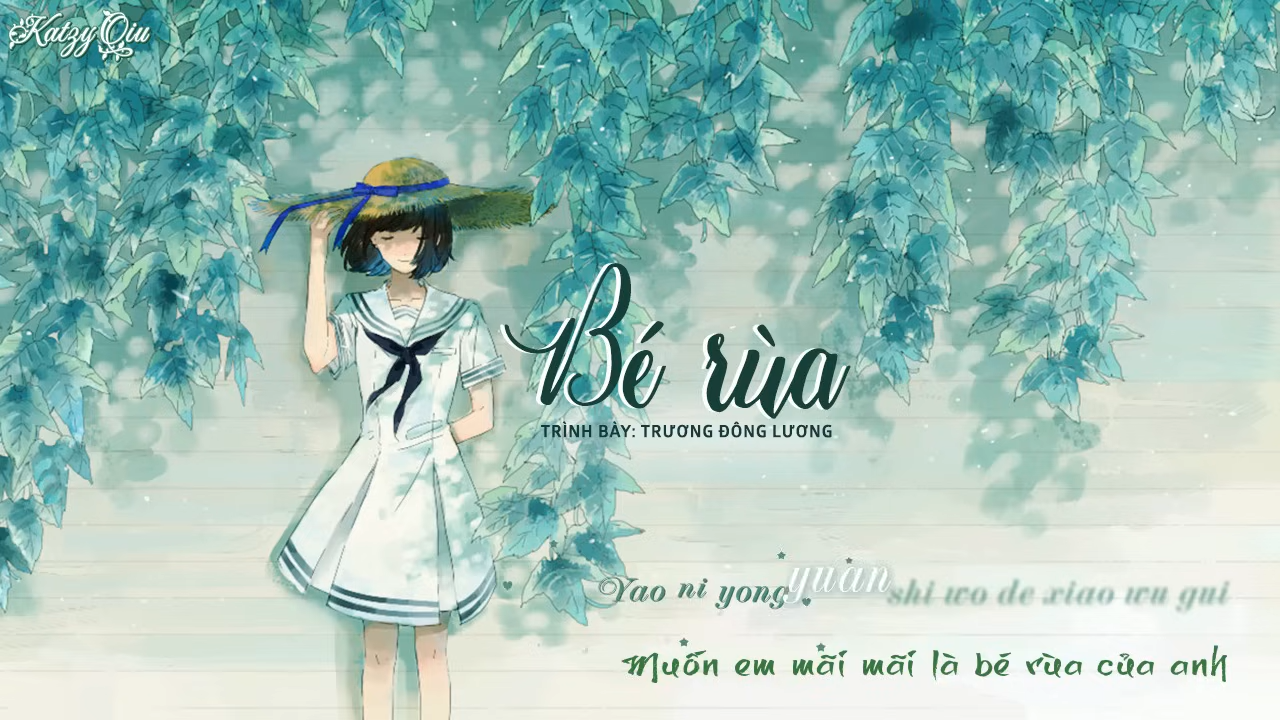 Katzy Qiu
Bé rùa
TRÌNH BÀY: TRƯƠNG ĐÔNG LƯƠNG
Yao ni yong yuan shi wo de xiao wu gui
Muốn em mãi mãi là bé rùa của anh